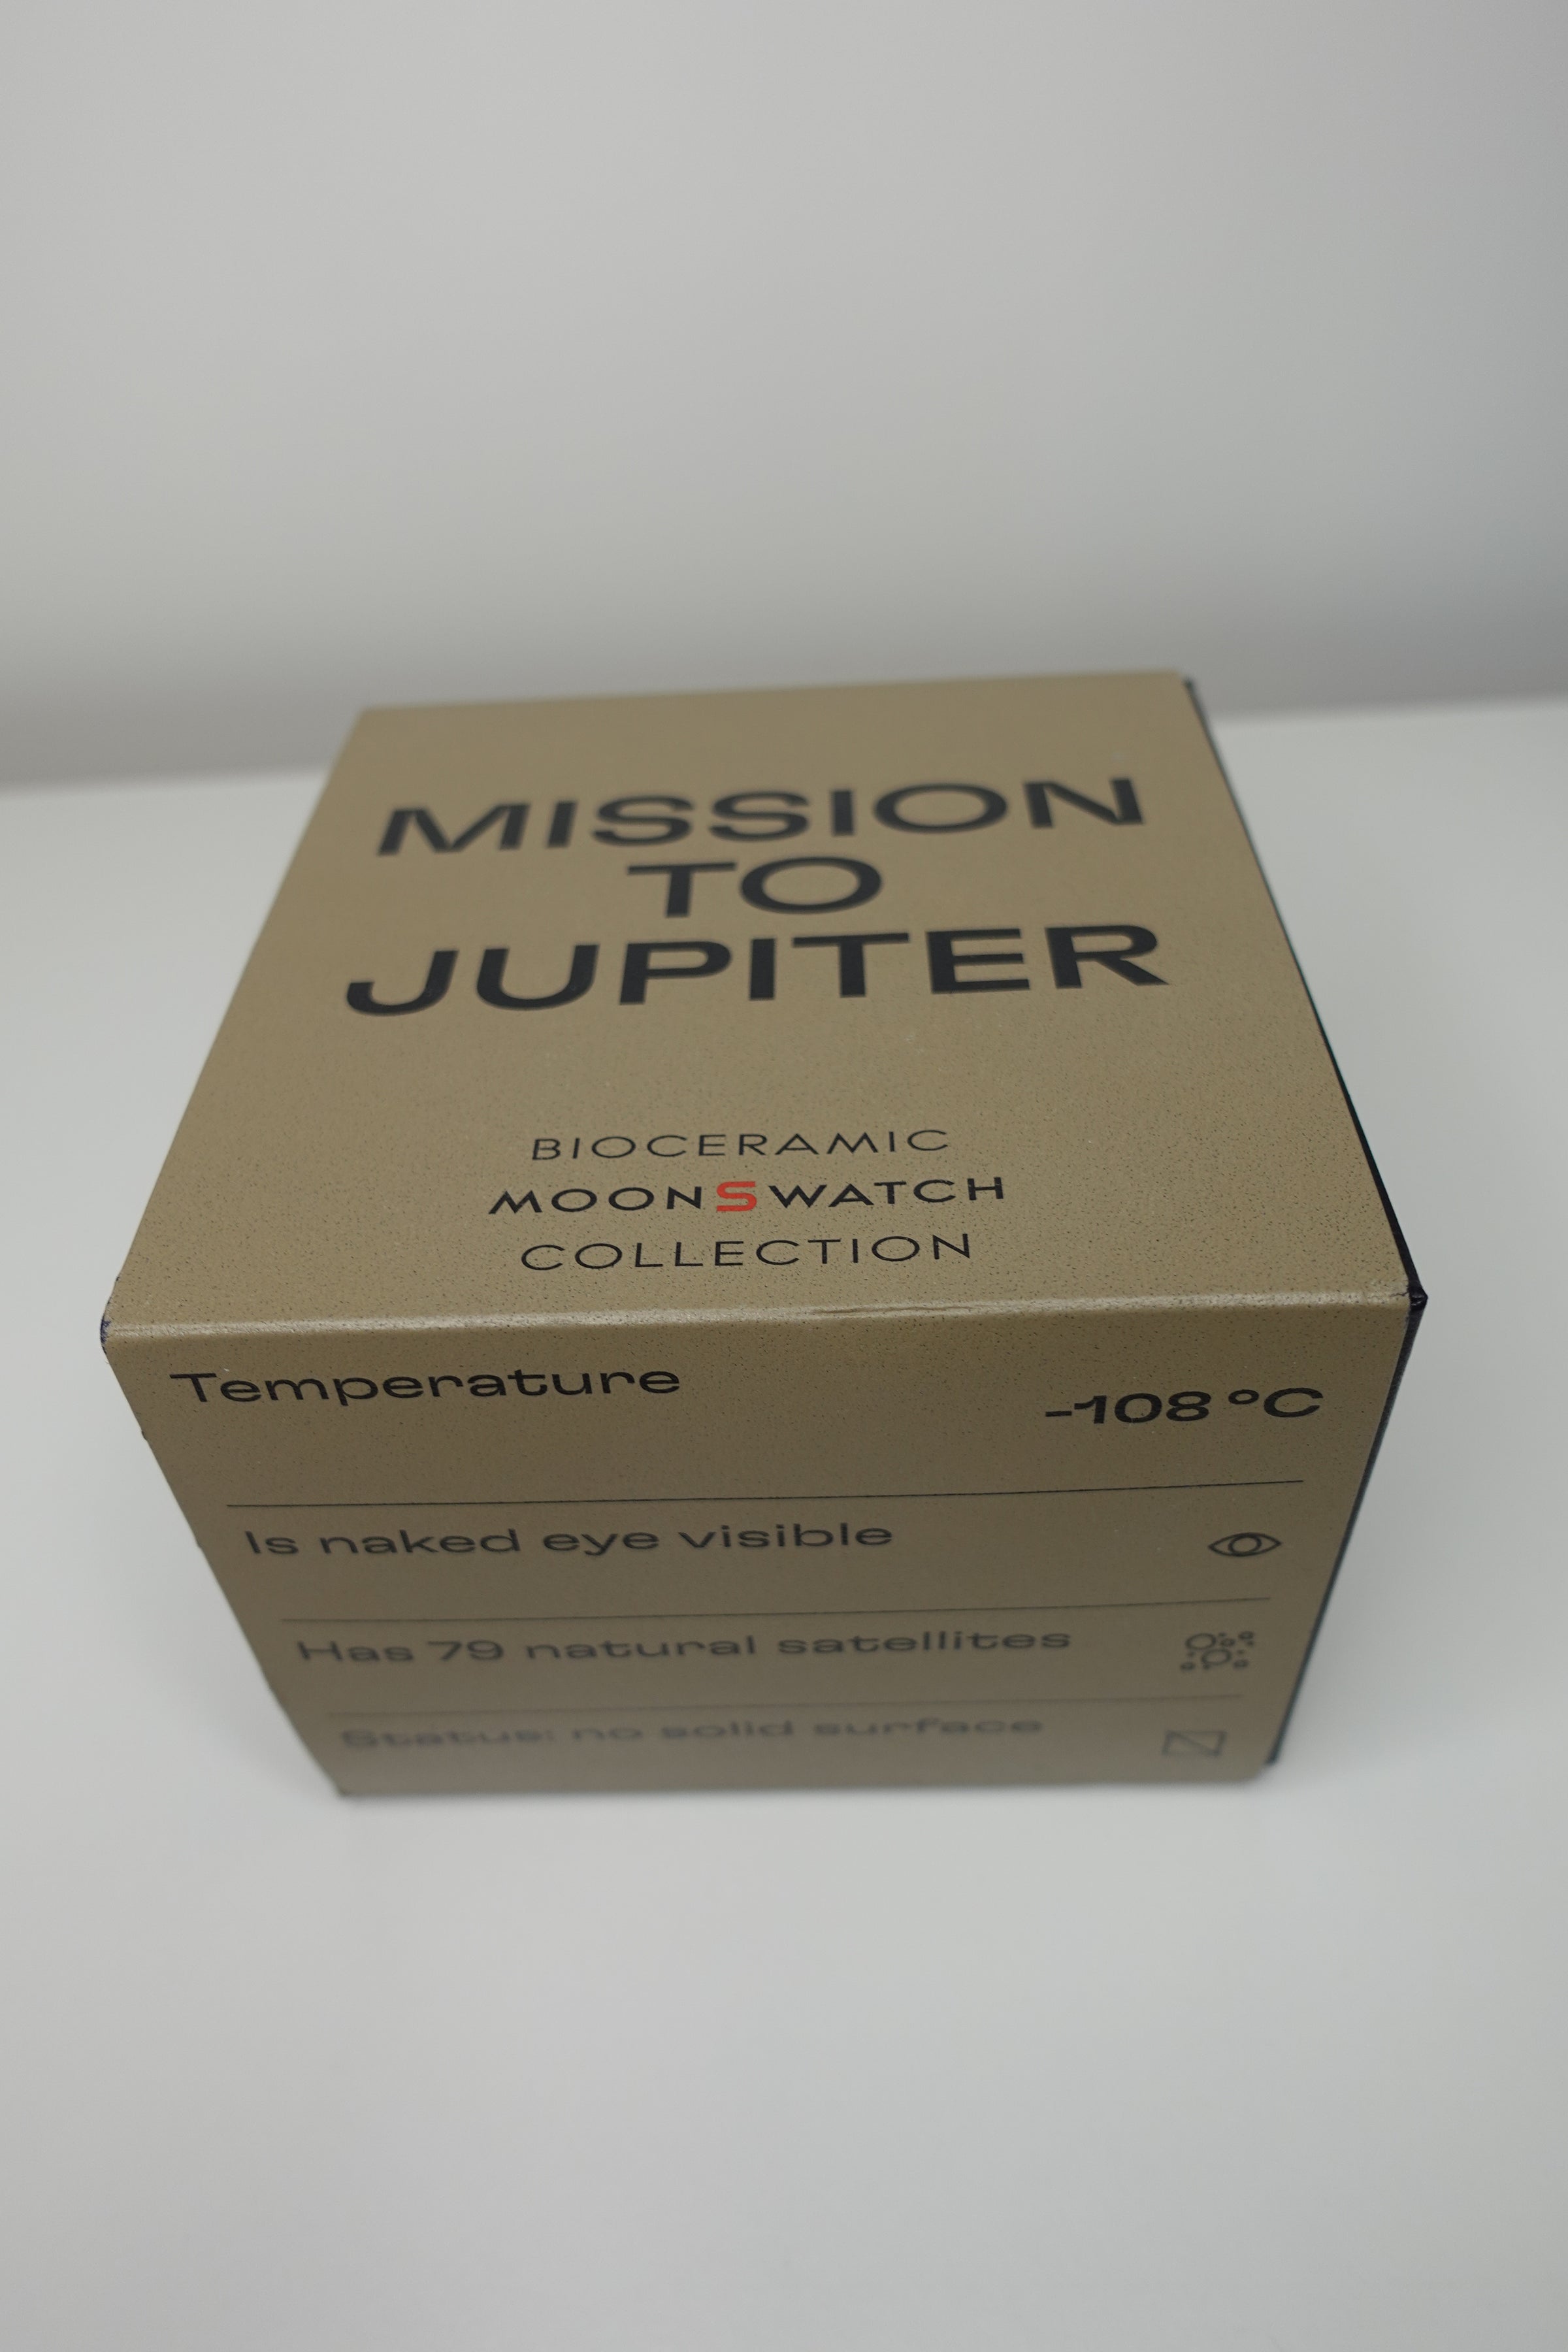 MISSION
TO
JUPITER
BIOCERAMIC
MOONSWATCH
COLLECTION
Temperature -108 °C
Is naked eye visible
Has 79 natural satellites
Status: no solid surface